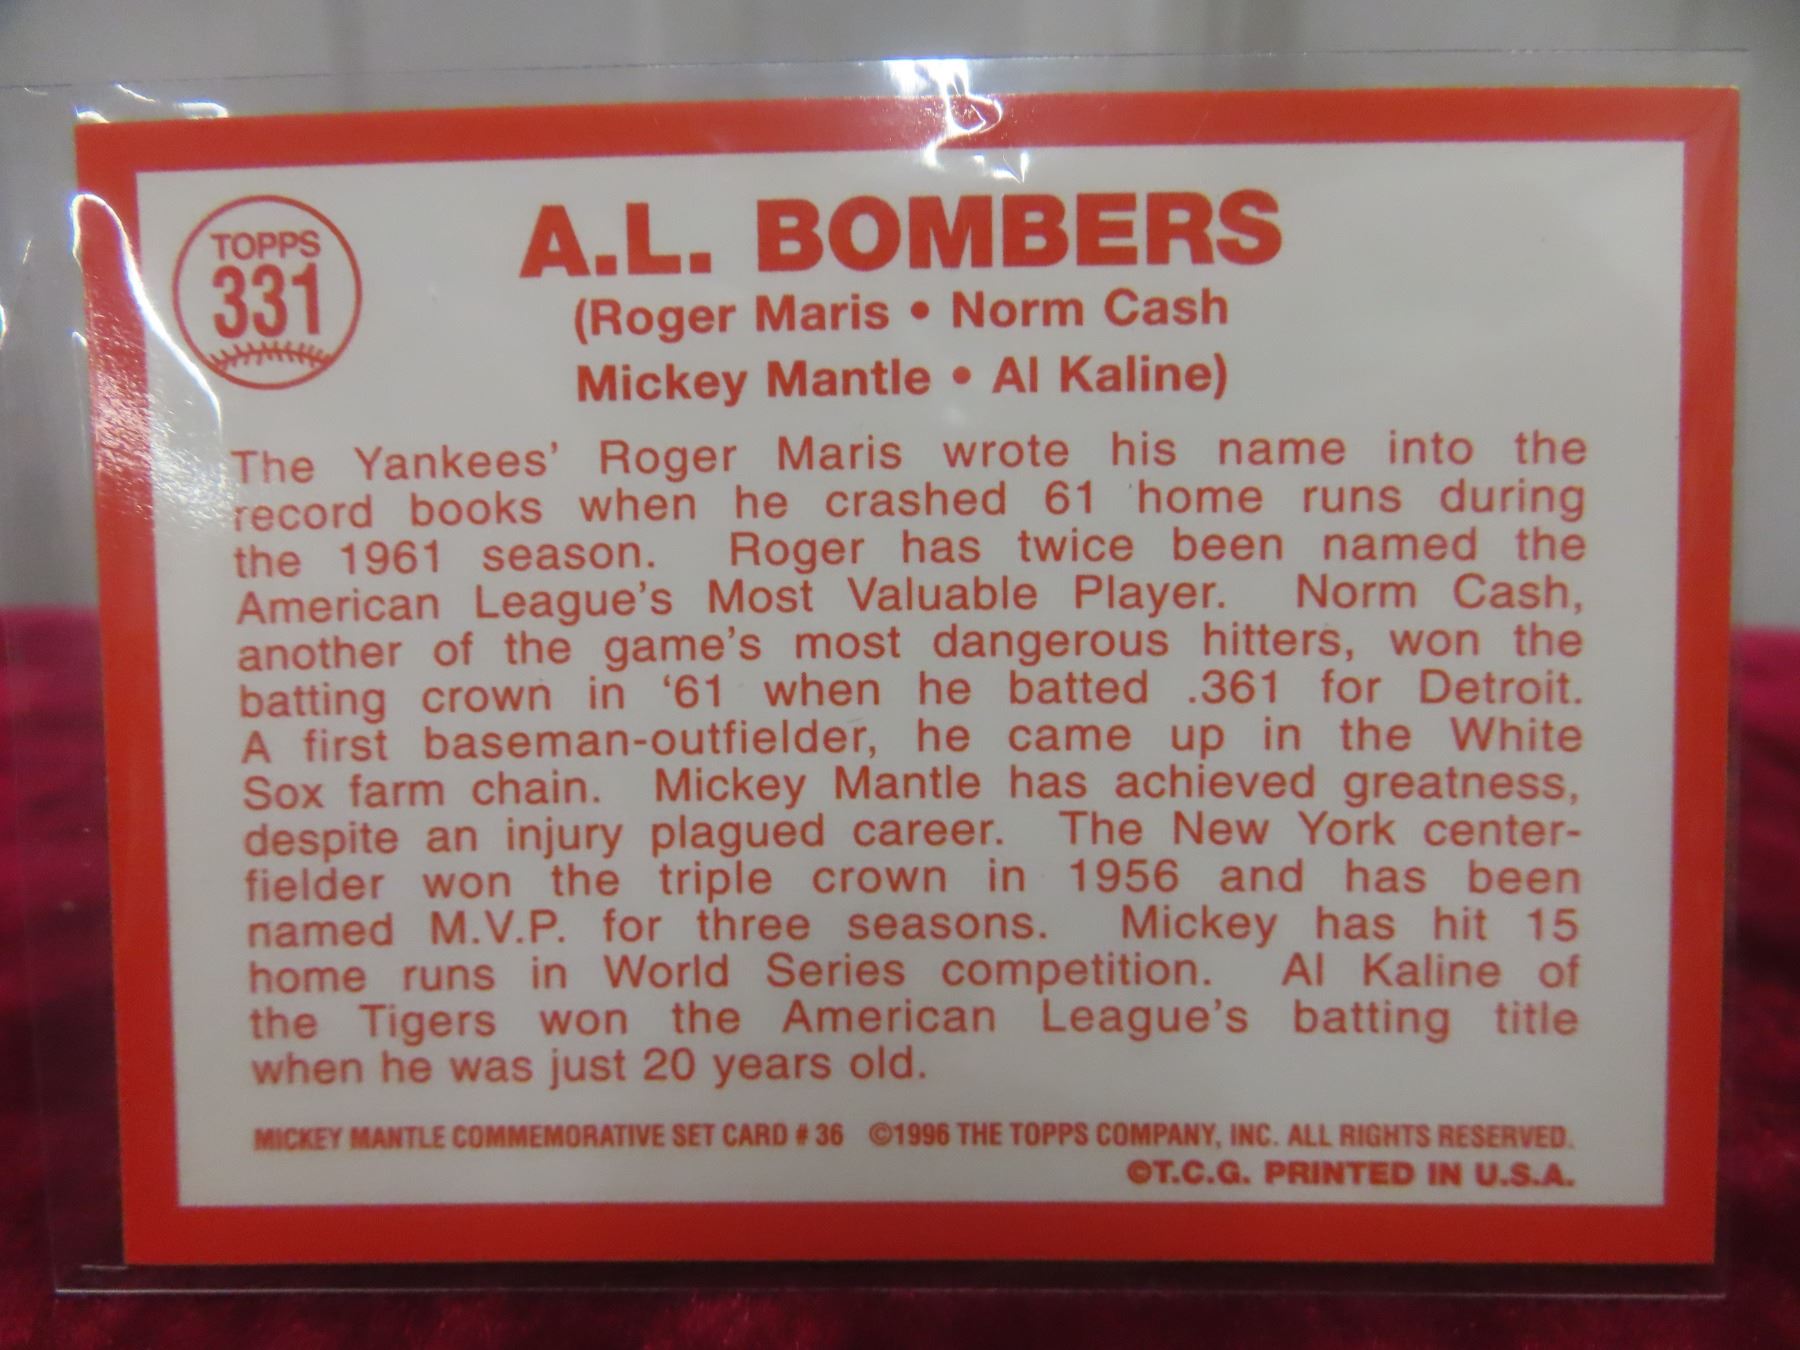 TOPPS
331
A.L. BOMBERS
(Roger Maris • Norm Cash
Mickey Mantle • Al Kaline)
The Yankees’ Roger Maris wrote his name into the
record books when he crashed 61 home runs during
the 1961 season. Roger has twice been named the
American League’s Most Valuable Player. Norm Cash,
another of the game’s most dangerous hitters, won the
batting crown in ‘61 when he batted .361 for Detroit.
A first baseman-outfielder, he came up in the White
Sox farm chain. Mickey Mantle has achieved greatness,
despite an injury plagued career. The New York center-
fielder won the triple crown in 1956 and has been
named M.V.P. for three seasons. Mickey has hit 15
home runs in World Series competition. Al Kaline of
the Tigers won the American League’s batting title
when he was just 20 years old.
MICKEY MANTLE COMMEMORATIVE SET CARD # 36 ©1996 THE TOPPS COMPANY, INC. ALL RIGHTS RESERVED.
©T.C.G. PRINTED IN U.S.A.